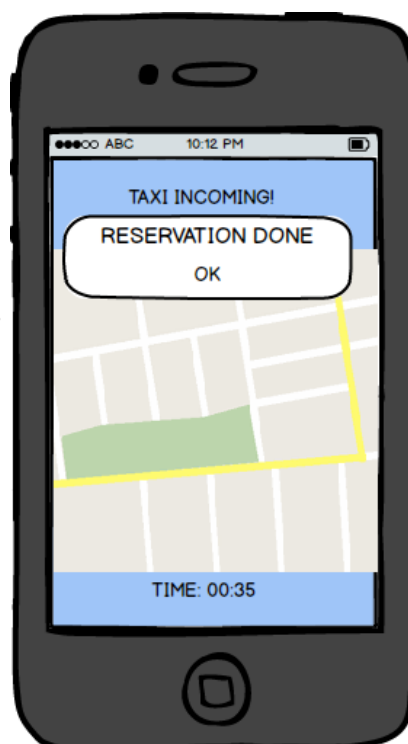 ABC 10:12 PM
TAXI INCOMING!
RESERVATION DONE
OK
TIME: 00:35